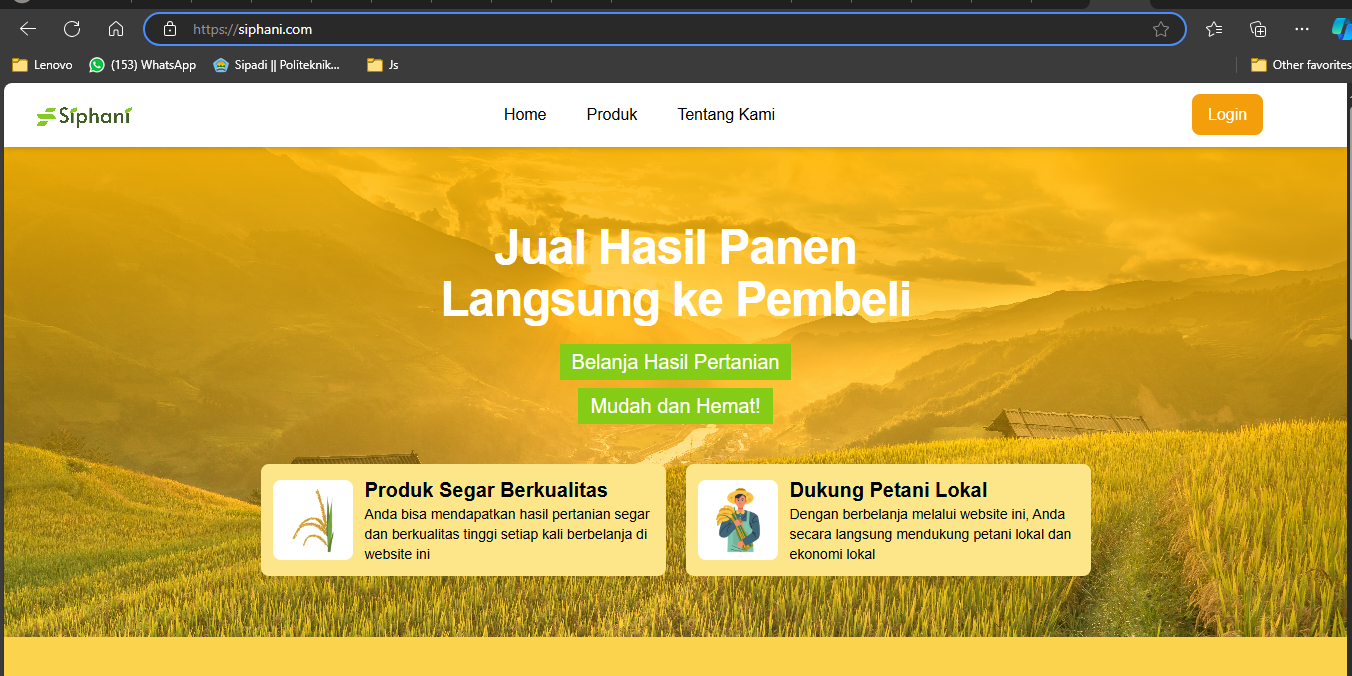 https://siphani.com
Lenovo
(153) WhatsApp
Sipadi || Politeknik...
Js
Other favorites
Siphani
Home
Produk
Tentang Kami
Login
Jual Hasil Panen
Langsung ke Pembeli
Belanja Hasil Pertanian
Mudah dan Hemat!
Produk Segar Berkualitas
Anda bisa mendapatkan hasil pertanian segar
dan berkualitas tinggi setiap kali berbelanja di
website ini
Dukung Petani Lokal
Dengan berbelanja melalui website ini, Anda
secara langsung mendukung petani lokal dan
ekonomi lokal